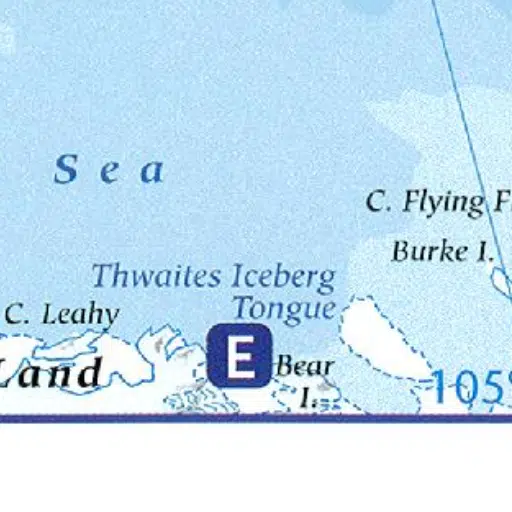 Sea
C. Flying F
Burke I.
Thwaites Iceberg
Tongue
C. Leahy
E
Land
Bear
I.
105°